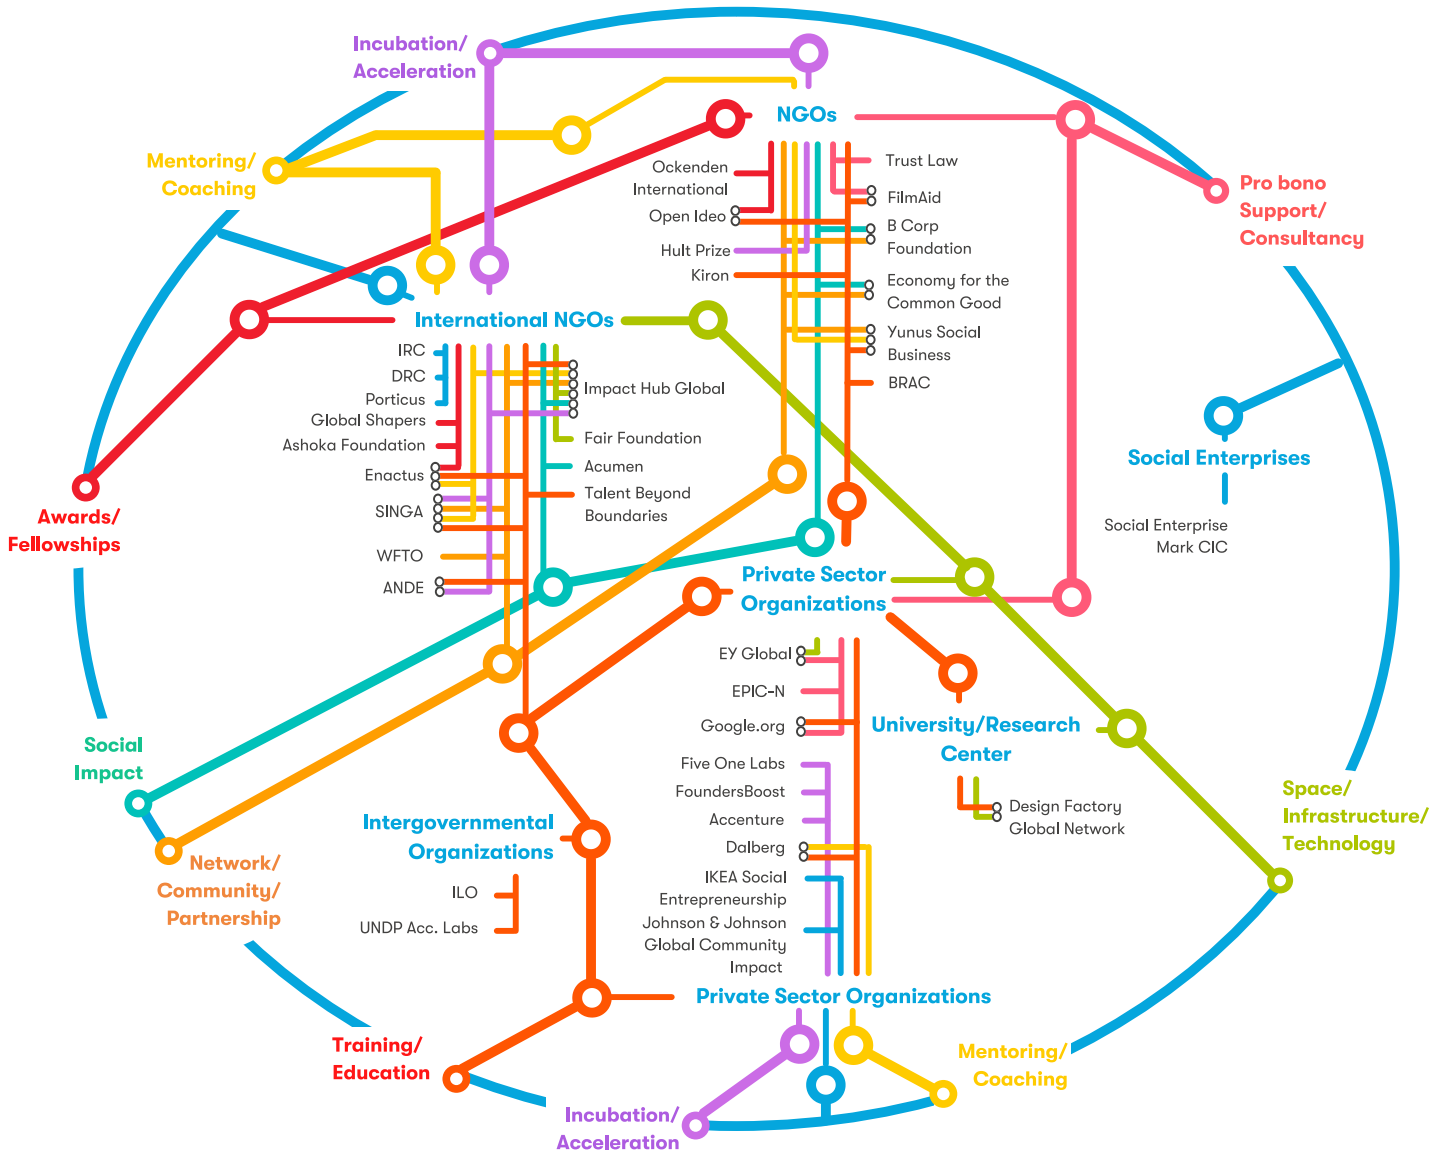 Incubation/
Acceleration
NGOs
Mentoring/
Coaching
Pro bono
Support/
Consultancy
Ockenden
International
Open Ideo
Hult Prize
Kiron
Trust Law
FilmAid
B Corp
Foundation
Economy for the
Common Good
Yunus Social
Business
BRAC
International NGOs
IRC
DRC
Porticus
Global Shapers
Ashoka Foundation
Enactus
SINGA
WFTO
ANDE
Impact Hub Global
Fair Foundation
Acumen
Talent Beyond
Boundaries
Social Enterprises
Social Enterprise
Mark CIC
Awards/
Fellowships
Private Sector
Organizations
EY Global
EPIC-N
Google.org
University/Research
Center
Design Factory
Global Network
Social
Impact
Five One Labs
FoundersBoost
Accenture
Dalberg
IKEA Social
Entrepreneurship
Johnson & Johnson
Global Community
Impact
Space/
Infrastructure/
Technology
Intergovernmental
Organizations
ILO
UNDP Acc. Labs
Network/
Community/
Partnership
Private Sector Organizations
Training/
Education
Mentoring/
Coaching
Incubation/
Acceleration